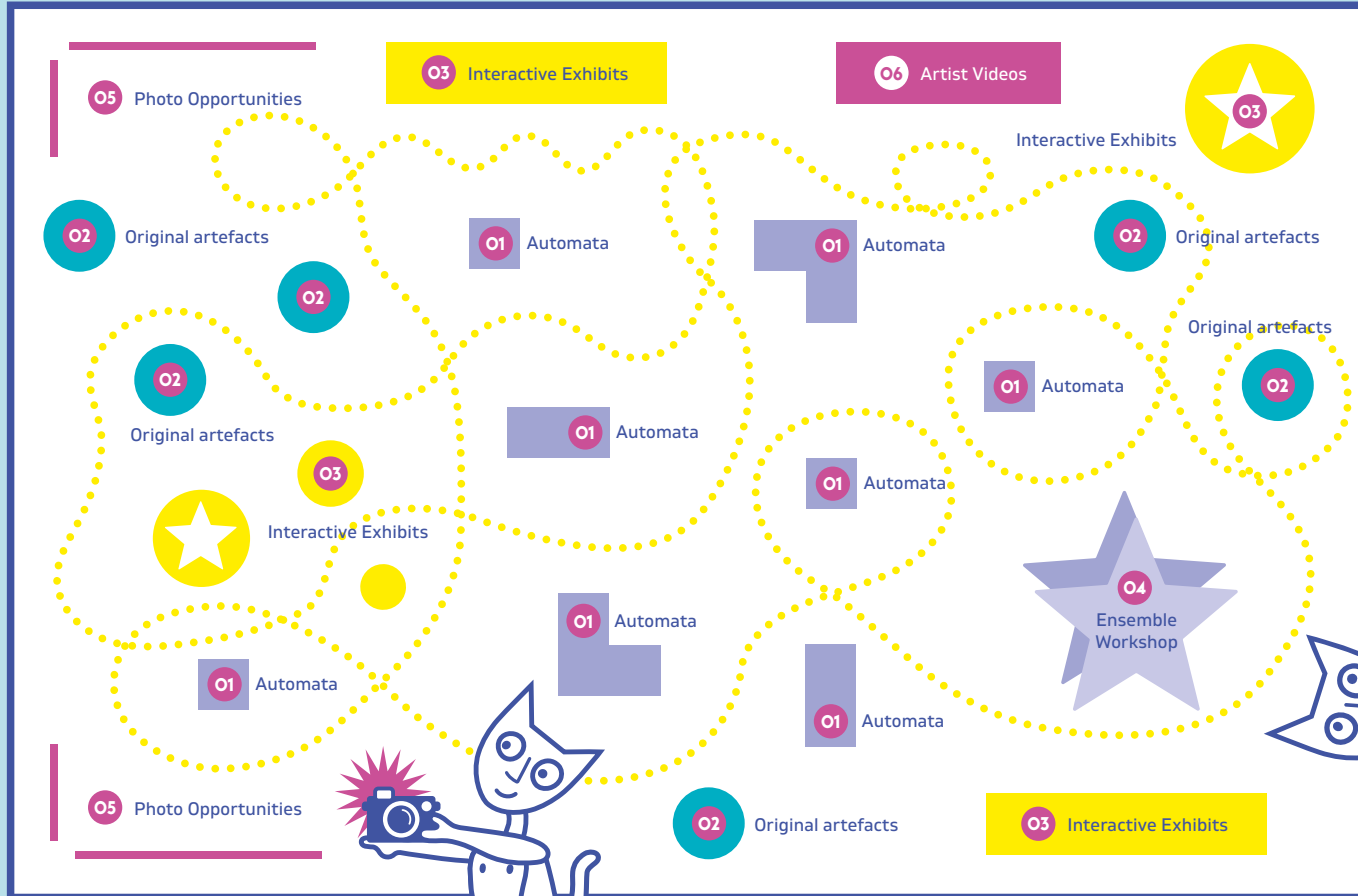 03 Interactive Exhibits
06 Artist Videos
05 Photo Opportunities
03
Interactive Exhibits
02 Original artefacts
01 Automata
01 Automata
02 Original artefacts
02
Original artefacts
02
02
Original artefacts
01 Automata
01 Automata
03
Interactive Exhibits
01 Automata
04
Ensemble
Workshop
01 Automata
01 Automata
01 Automata
05 Photo Opportunities
02 Original artefacts
03 Interactive Exhibits